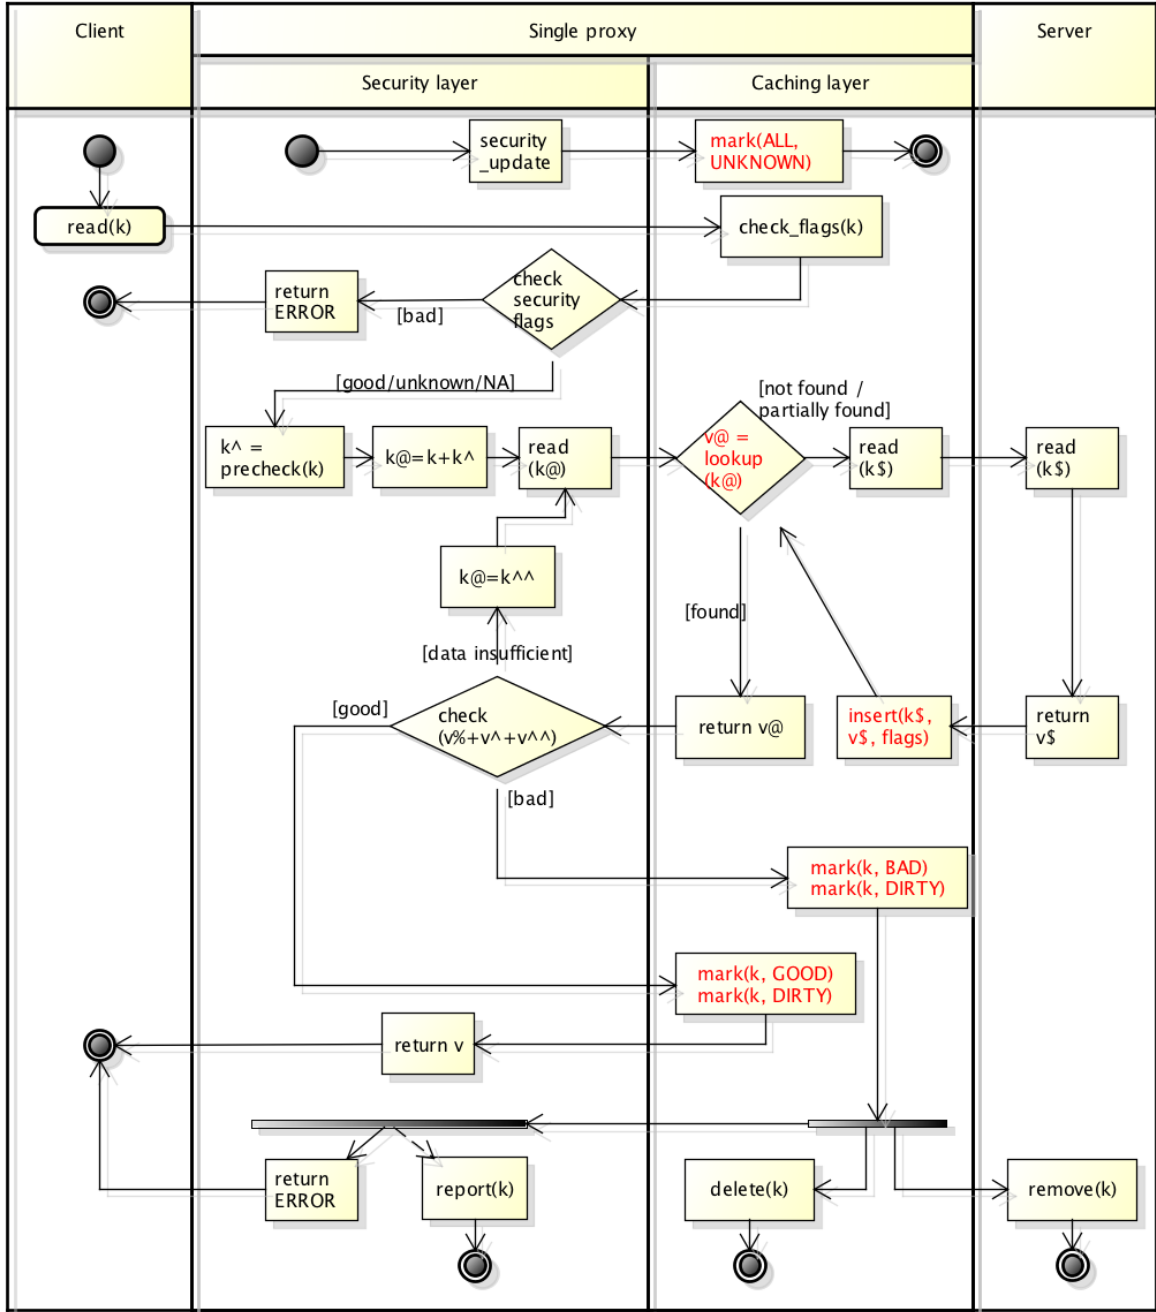 Client
Single proxy
Server
Security layer
Caching layer
security
_update
mark(ALL,
UNKNOWN)
read(k)
check_flags(k)
check
security
flags
return
ERROR
[bad]
[good/unknown/NA]
[not found /
partially found]
k^ =
precheck(k)
k@=k+k^
read
(k@)
v@ =
lookup
(k@)
read
(k$)
read
(k$)
k@=k^^
[found]
[data insufficient]
[good]
check
(v%+v^+v^^)
return v@
insert(k$,
v$, flags)
return
v$
[bad]
mark(k, BAD)
mark(k, DIRTY)
mark(k, GOOD)
mark(k, DIRTY)
return v
return
ERROR
report(k)
delete(k)
remove(k)